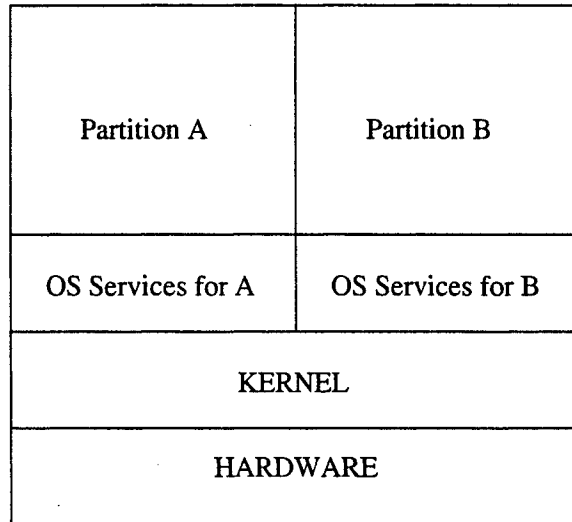 Partition A
Partition B
OS Services for A
OS Services for B
KERNEL
HARDWARE